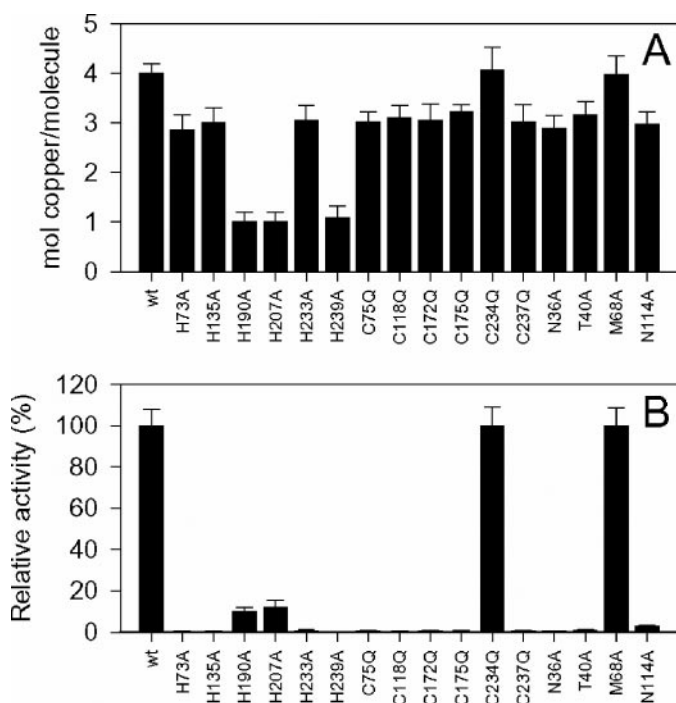 A
mol copper/molecule
5
4
3
2
1
0
wt
H73A
H135A
H190A
H207A
H233A
H239A
C75Q
C118Q
C172Q
C175Q
C234Q
C237Q
N36A
T40A
M68A
N114A
B
Relative activity (%)
120
100
80
60
40
20
0
wt
H73A
H135A
H190A
H207A
H233A
H239A
C75Q
C118Q
C172Q
C175Q
C234Q
C237Q
N36A
T40A
M68A
N114A